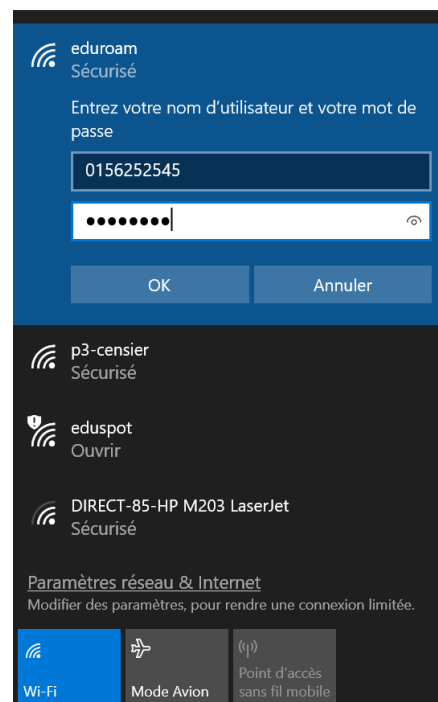 eduroam
Sécurisé
Entrez votre nom d'utilisateur et votre mot de
passe
0156252545
●●●●●●●●
OK Annuler
p3-censier
Sécurisé
eduspot
Ouvrir
DIRECT-85-HP M203 LaserJet
Sécurisé
Paramètres réseau & Internet
Modifier des paramètres, pour rendre une connexion limitée.
Wi-Fi
Mode Avion
Point d'accès
sans fil mobile